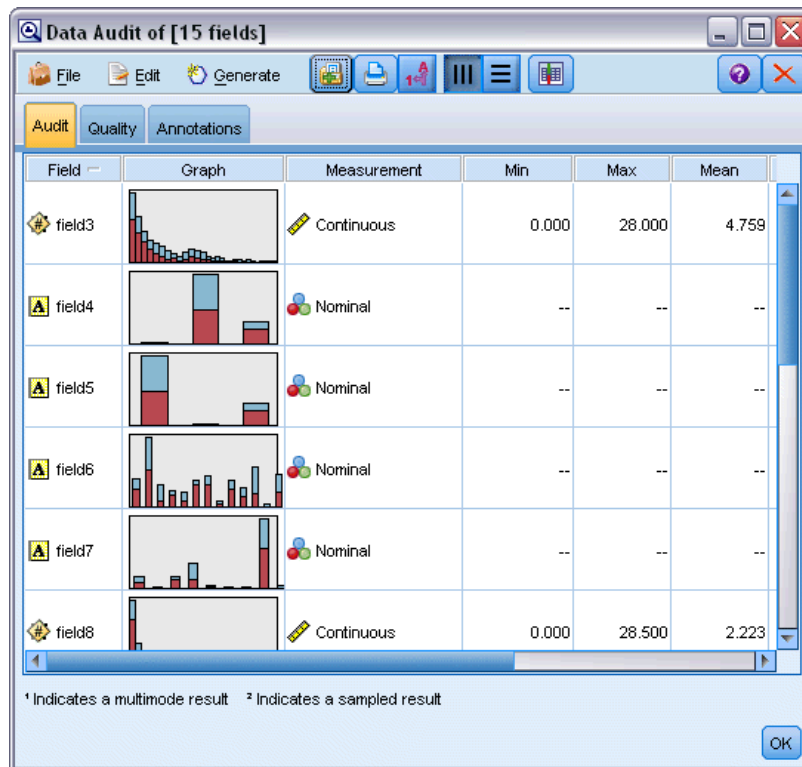 Data Audit of [15 fields]
File Edit Generate
Audit Quality Annotations
Field Graph Measurement Min Max Mean
field3 Continuous 0.000 28.000 4.759
A field4 Nominal -- -- --
A field5 Nominal -- -- --
A field6 Nominal -- -- --
A field7 Nominal -- -- --
field8 Continuous 0.000 28.500 2.223
¹ Indicates a multimode result ² Indicates a sampled result
OK